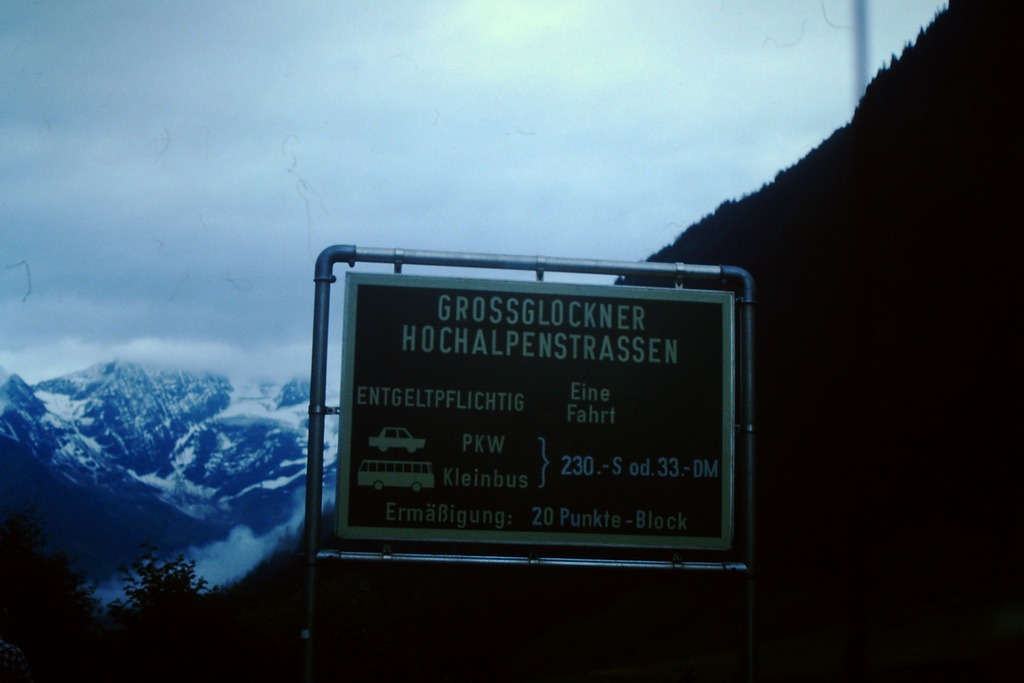 GROSSGLOCKNER
HOCHALPENSTRASSEN
ENTGELTPFLICHTIG
Eine
Fahrt
PKW
Kleinbus
} 230.-S od.33.-DM
Ermäßigung: 20 Punkte-Block